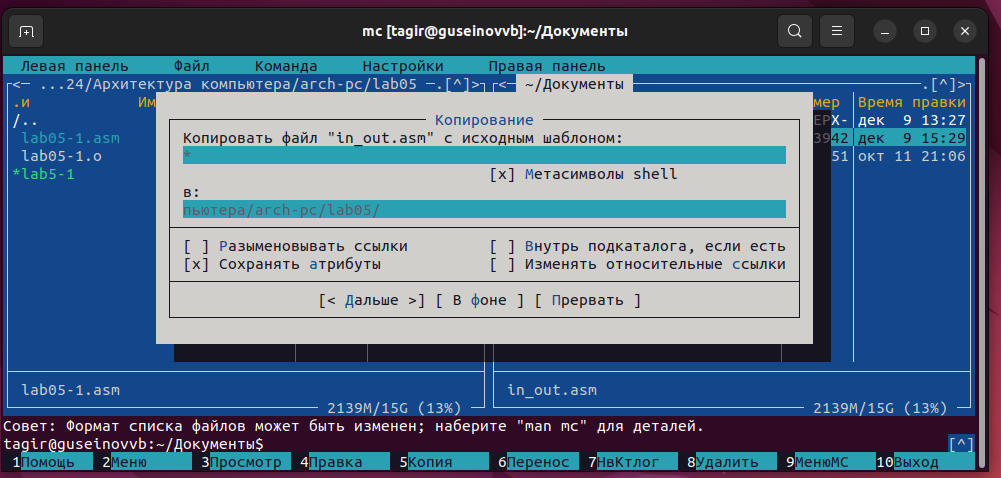 mc [tagir@guseinovvb]:~/Документы
Левая панель Файл Команда Настройки Правая панель
<— ...24/Архитектура компьютера/arch-pc/lab05 —.[^]>
<— ~/Документы .[^]>
.и Им мер Время правки
/.. ЕРХ- дек 9 13:27
lab05-1.asm 3942 дек 9 15:29
lab05-1.o 51 окт 11 21:06
*lab5-1
Копирование
Копировать файл "in_out.asm" с исходным шаблоном:
*
[x] Метасимволы shell
в:
пьютера/arch-pc/lab05/
[ ] Разыменовывать ссылки [ ] Внутрь подкаталога, если есть
[x] Сохранять атрибуты [ ] Изменять относительные ссылки
[< Дальше >] [ В фоне ] [ Прервать ]
lab05-1.asm in_out.asm
2139M/15G (13%) 2139M/15G (13%)
Совет: Формат списка файлов может быть изменен; наберите "man mc" для деталей.
tagir@guseinovvb:~/Документы$ [^]
1Помощь 2Меню 3Просмотр 4Правка 5Копия 6Перенос 7НвКтлог 8Удалить 9МенюMC 10Выход